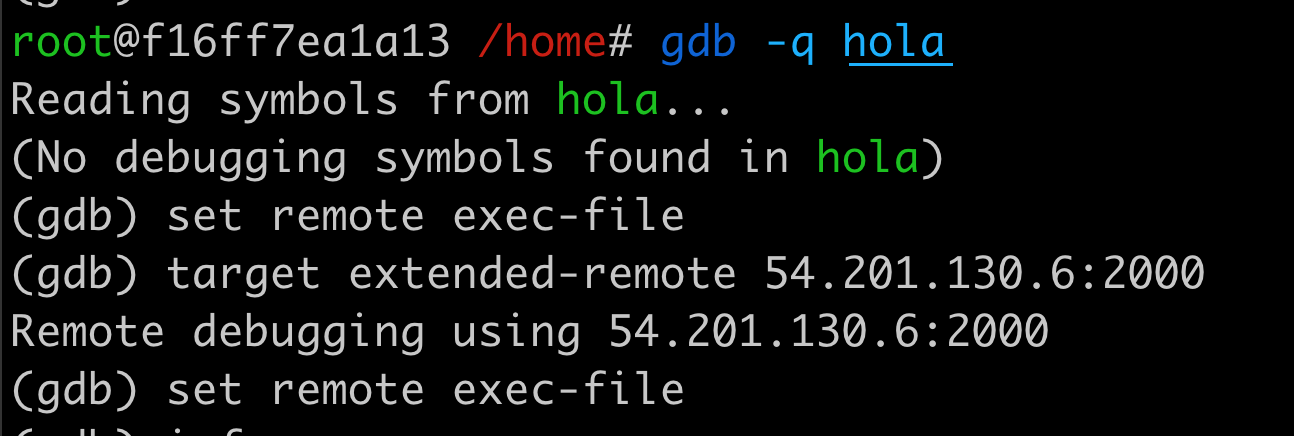 root@f16ff7ea1a13 /home# gdb -q hola
Reading symbols from hola...
(No debugging symbols found in hola)
(gdb) set remote exec-file
(gdb) target extended-remote 54.201.130.6:2000
Remote debugging using 54.201.130.6:2000
(gdb) set remote exec-file